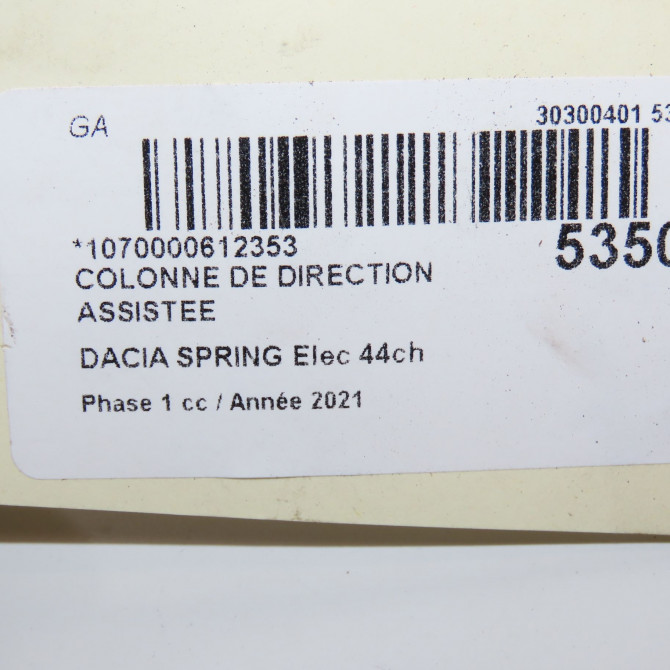 GA
30300401 53
*1070000612353
5350
COLONNE DE DIRECTION
ASSISTEE
DACIA SPRING Elec 44ch
Phase 1 cc / Année 2021